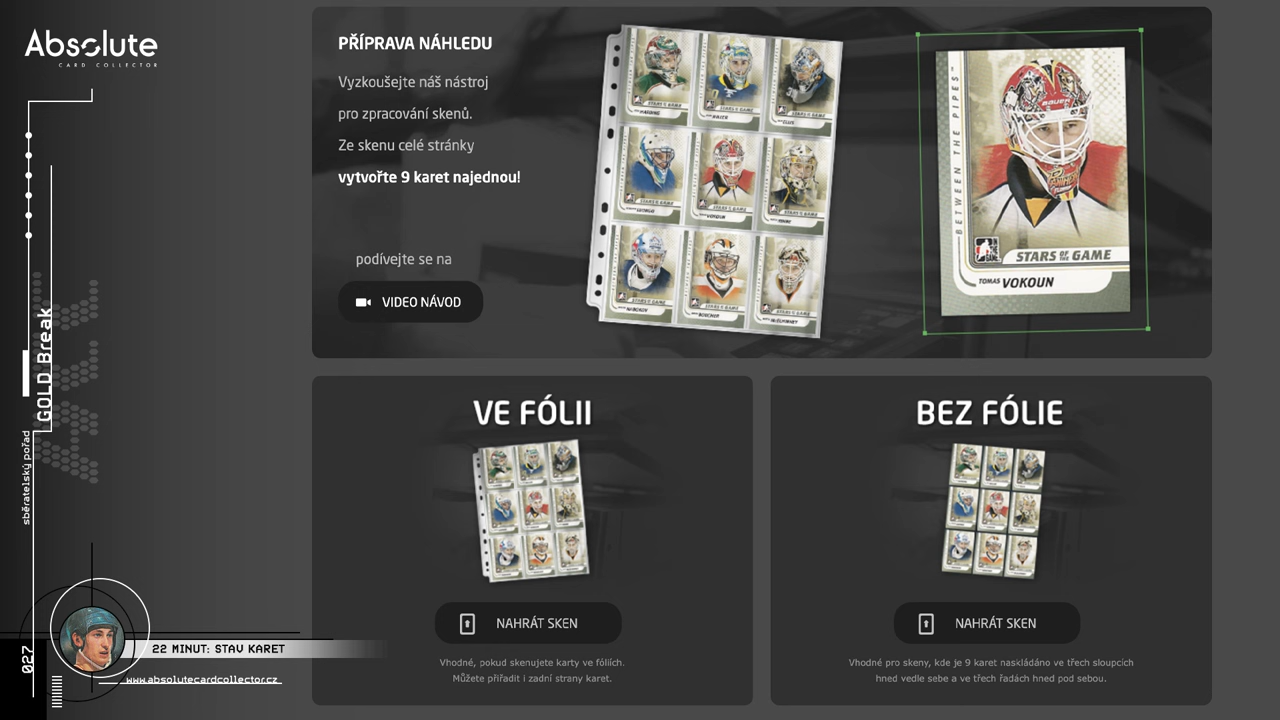 Absolute
CARD COLLECTOR
PŘÍPRAVA NÁHLEDU
Vyzkoušejte náš nástroj
pro zpracování skenů.
Ze skenu celé stránky
vytvořte 9 karet najednou!
podívejte se na
VIDEO NÁVOD
BETWEEN THE PIPES
STARS OF THE GAME
TOMAS VOKOUN
GOLD Break
sběratelský pořad
VE FÓLII
NAHRÁT SKEN
Vhodné, pokud skenujete karty ve fóliích.
Můžete přiřadit i zadní strany karet.
BEZ FÓLIE
NAHRÁT SKEN
Vhodné pro skeny, kde je 9 karet naskládáno ve třech sloupcích
hned vedle sebe a ve třech řadách hned pod sebou.
027
22 MINUT: STAV KARET
www.absolutecardcollector.cz